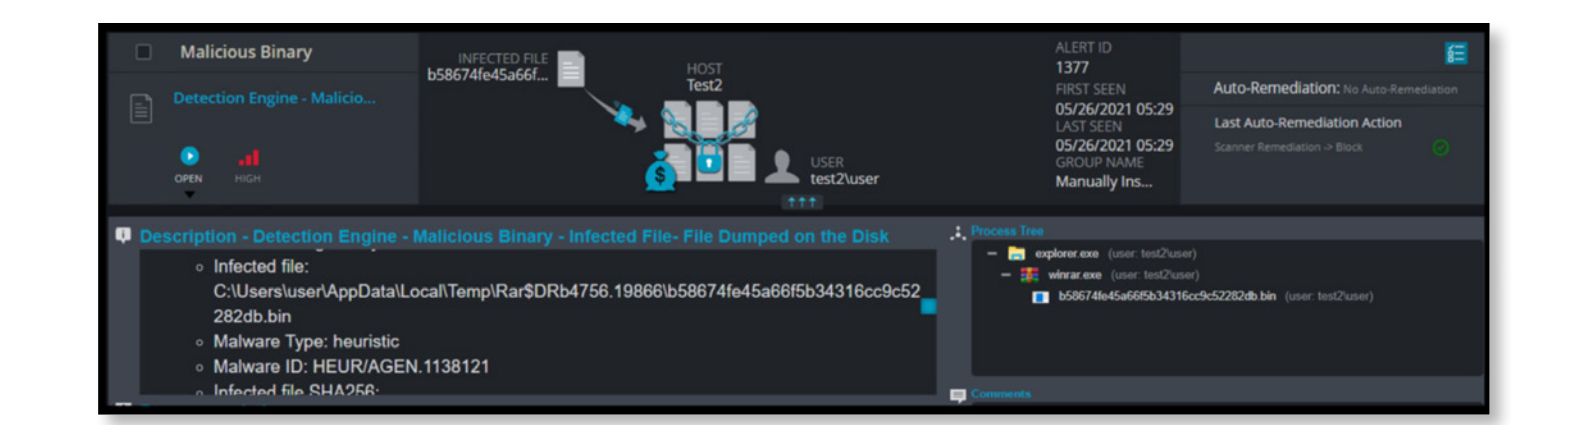 Malicious Binary
Detection Engine - Malicio...
OPEN
HIGH
INFECTED FILE
b58674fe45a66f...
HOST
Test2
$
USER
test2\user
ALERT ID
1377
FIRST SEEN
05/26/2021 05:29
LAST SEEN
05/26/2021 05:29
GROUP NAME
Manually Ins...
Auto-Remediation: No Auto-Remediation
Last Auto-Remediation Action
Scanner Remediation -> Block
Description - Detection Engine - Malicious Binary - Infected File- File Dumped on the Disk
Infected file:
C:\Users\user\AppData\Local\Temp\Rar$DRb4756.19866\b58674fe45a66f5b34316cc9c52
282db.bin
Malware Type: heuristic
Malware ID: HEUR/AGEN.1138121
Infected file SHA256:
Process Tree
explorer.exe (user: test2\user)
winrar.exe (user: test2\user)
b58674fe45a66f5b34316cc9c52282db.bin (user: test2\user)
Comments